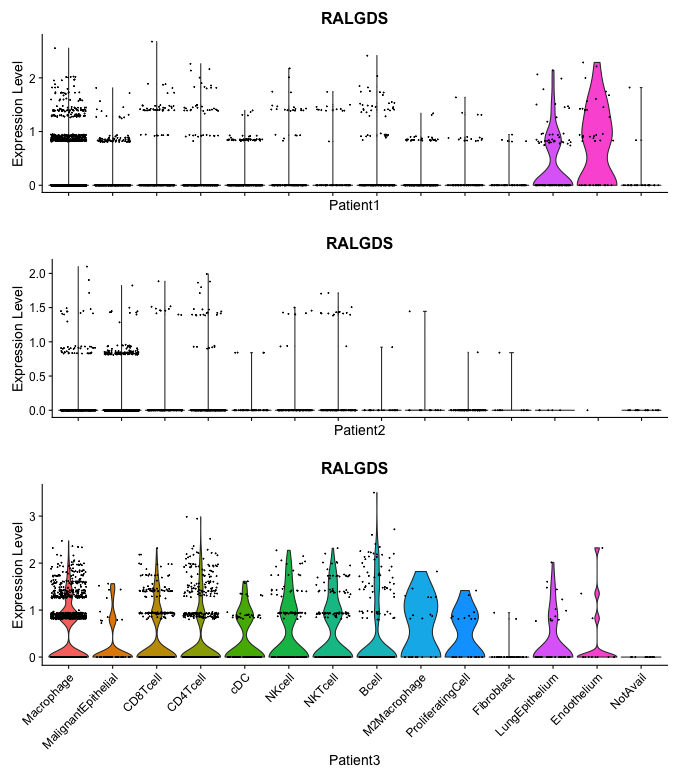 RALGDS
Expression Level
2
1
0
Patient1
RALGDS
Expression Level
2.0
1.5
1.0
0.5
0.0
Patient2
RALGDS
Expression Level
3
2
1
0
Macrophage
MalignantEpithelial
CD8Tcell
CD4Tcell
cDC
NKcell
NKTcell
Bcell
M2Macrophage
ProliferatingCell
Fibroblast
LungEpithelium
Endothelium
NotAvail
Patient3